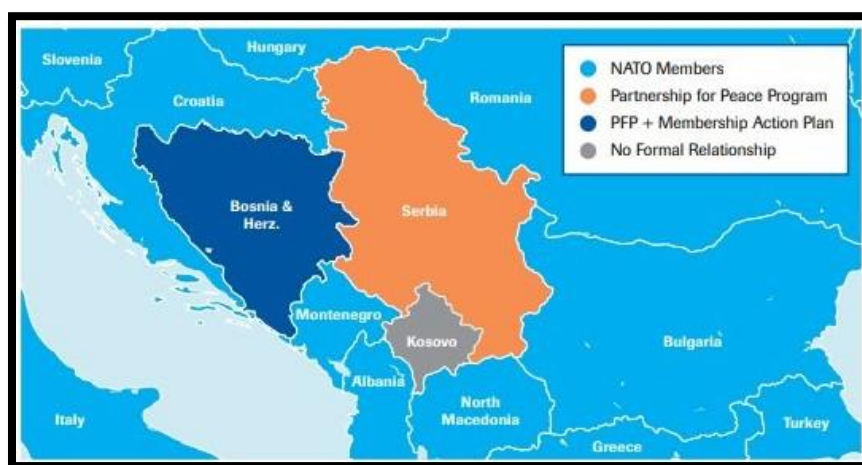 Slovenia
Hungary
Croatia
Romania
NATO Members
Partnership for Peace Program
PFP + Membership Action Plan
No Formal Relationship
Bosnia &
Herz.
Serbia
Montenegro
Kosovo
Bulgaria
Albania
Italy
North
Macedonia
Turkey
Greece